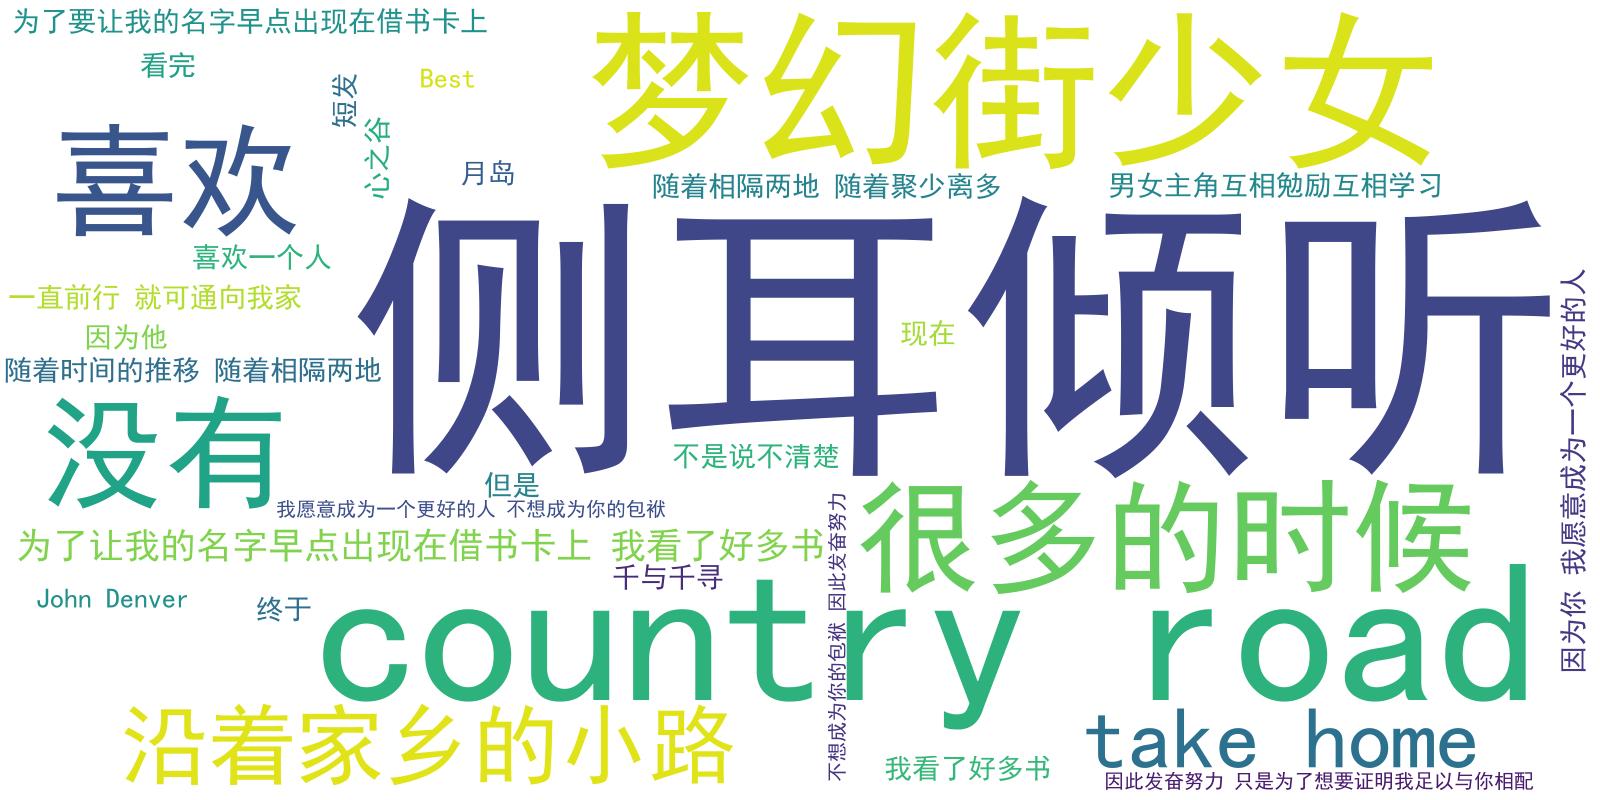 为了要让我的名字早点出现在借书卡上
看完
短发
Best
梦幻街少女
喜欢
心之谷
月岛
随着相隔两地 随着聚少离多
男女主角互相勉励互相学习
侧耳倾听
喜欢一个人
一直前行 就可通向我家
因为他
现在
随着时间的推移 随着相隔两地
没有
不是说不清楚
但是
我愿意成为一个更好的人 不想成为你的包袱
因为你 我愿意成为一个更好的人
很多的时候
为了让我的名字早点出现在借书卡上 我看了好多书
千与千寻
John Denver
终于
country road
不想成为你的包袱 因此发奋努力
沿着家乡的小路
take home
我看了好多书
因此发奋努力 只是为了想要证明我足以与你相配